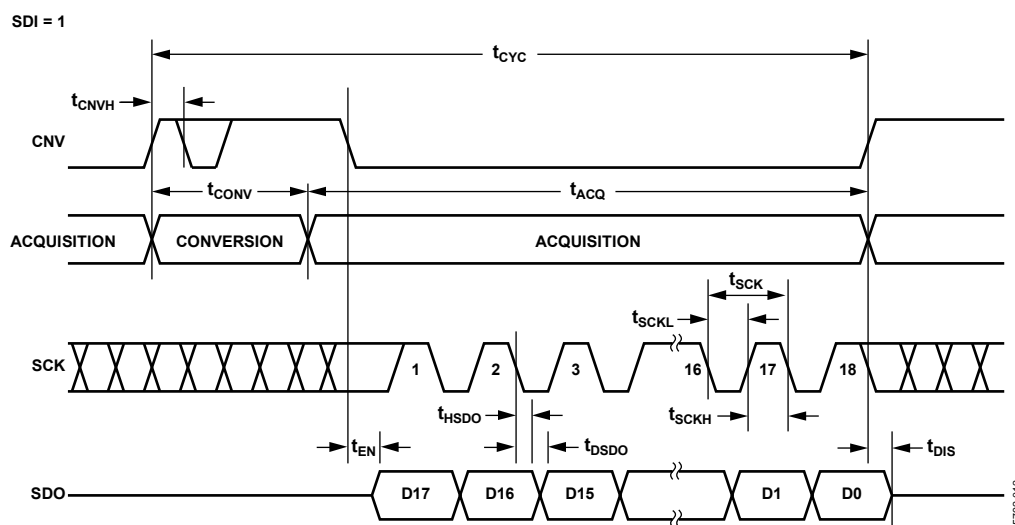 SDI = 1
tCYC
tCNVH
CNV
tCONV
tACQ
ACQUISITION
CONVERSION
ACQUISITION
tSCK
tSCKL
SCK
1
2
3
16
17
18
tHSDO
tSCKH
tEN
tDSDO
tDIS
SDO
D17
D16
D15
D1
D0